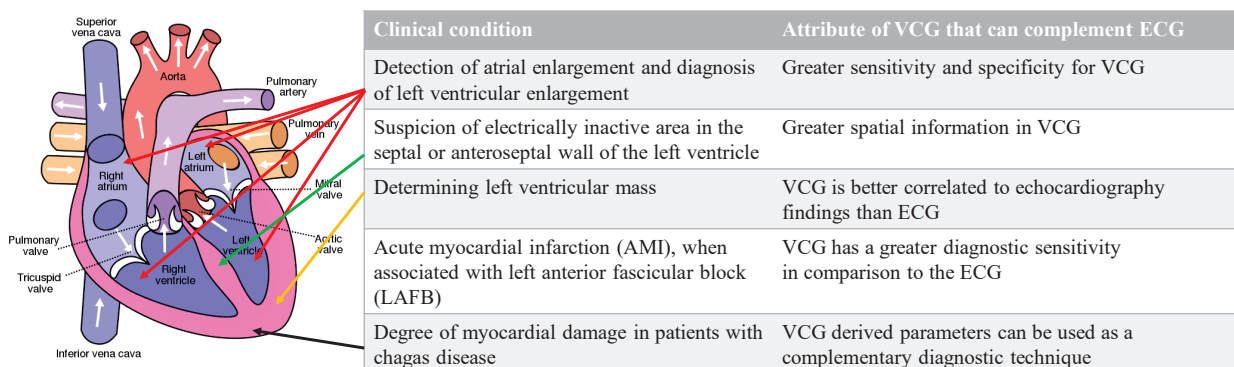 Superior
vena cava
Aorta
Pulmonary
artery
Pulmonary
vein
Left
atrium
Right
atrium
Mitral
valve
Pulmonary
valve
Aortic
valve
Tricuspid
valve
Left
ventricle
Right
ventricle
Inferior vena cava
Clinical condition Attribute of VCG that can complement ECG
Detection of atrial enlargement and diagnosis Greater sensitivity and specificity for VCG
of left ventricular enlargement
Suspicion of electrically inactive area in the Greater spatial information in VCG
septal or anteroseptal wall of the left ventricle
Determining left ventricular mass VCG is better correlated to echocardiography
findings than ECG
Acute myocardial infarction (AMI), when VCG has a greater diagnostic sensitivity
associated with left anterior fascicular block in comparison to the ECG
(LAFB)
Degree of myocardial damage in patients with VCG derived parameters can be used as a
chagas disease complementary diagnostic technique